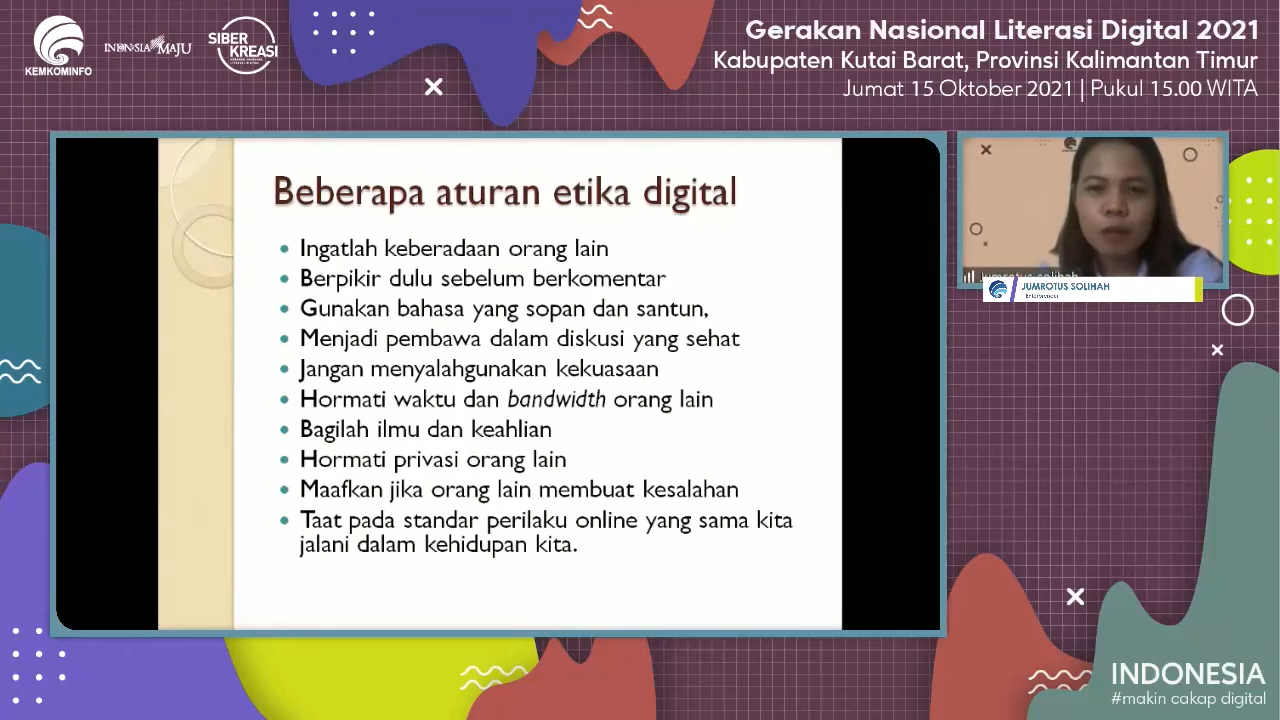 KEMKOMINFO
INDONESIA MAJU
SIBER
KREASI
Gerakan Nasional Literasi Digital 2021
Kabupaten Kutai Barat, Provinsi Kalimantan Timur
Jumat 15 Oktober 2021 | Pukul 15.00 WITA
Beberapa aturan etika digital
• Ingatlah keberadaan orang lain
• Berpikir dulu sebelum berkomentar
• Gunakan bahasa yang sopan dan santun,
• Menjadi pembawa dalam diskusi yang sehat
• Jangan menyalahgunakan kekuasaan
• Hormati waktu dan bandwidth orang lain
• Bagilah ilmu dan keahlian
• Hormati privasi orang lain
• Maafkan jika orang lain membuat kesalahan
• Taat pada standar perilaku online yang sama kita
jalani dalam kehidupan kita.
jumrotus solihah
JUMROTUS SOLIHAH
INDONESIA
#makin cakap digital